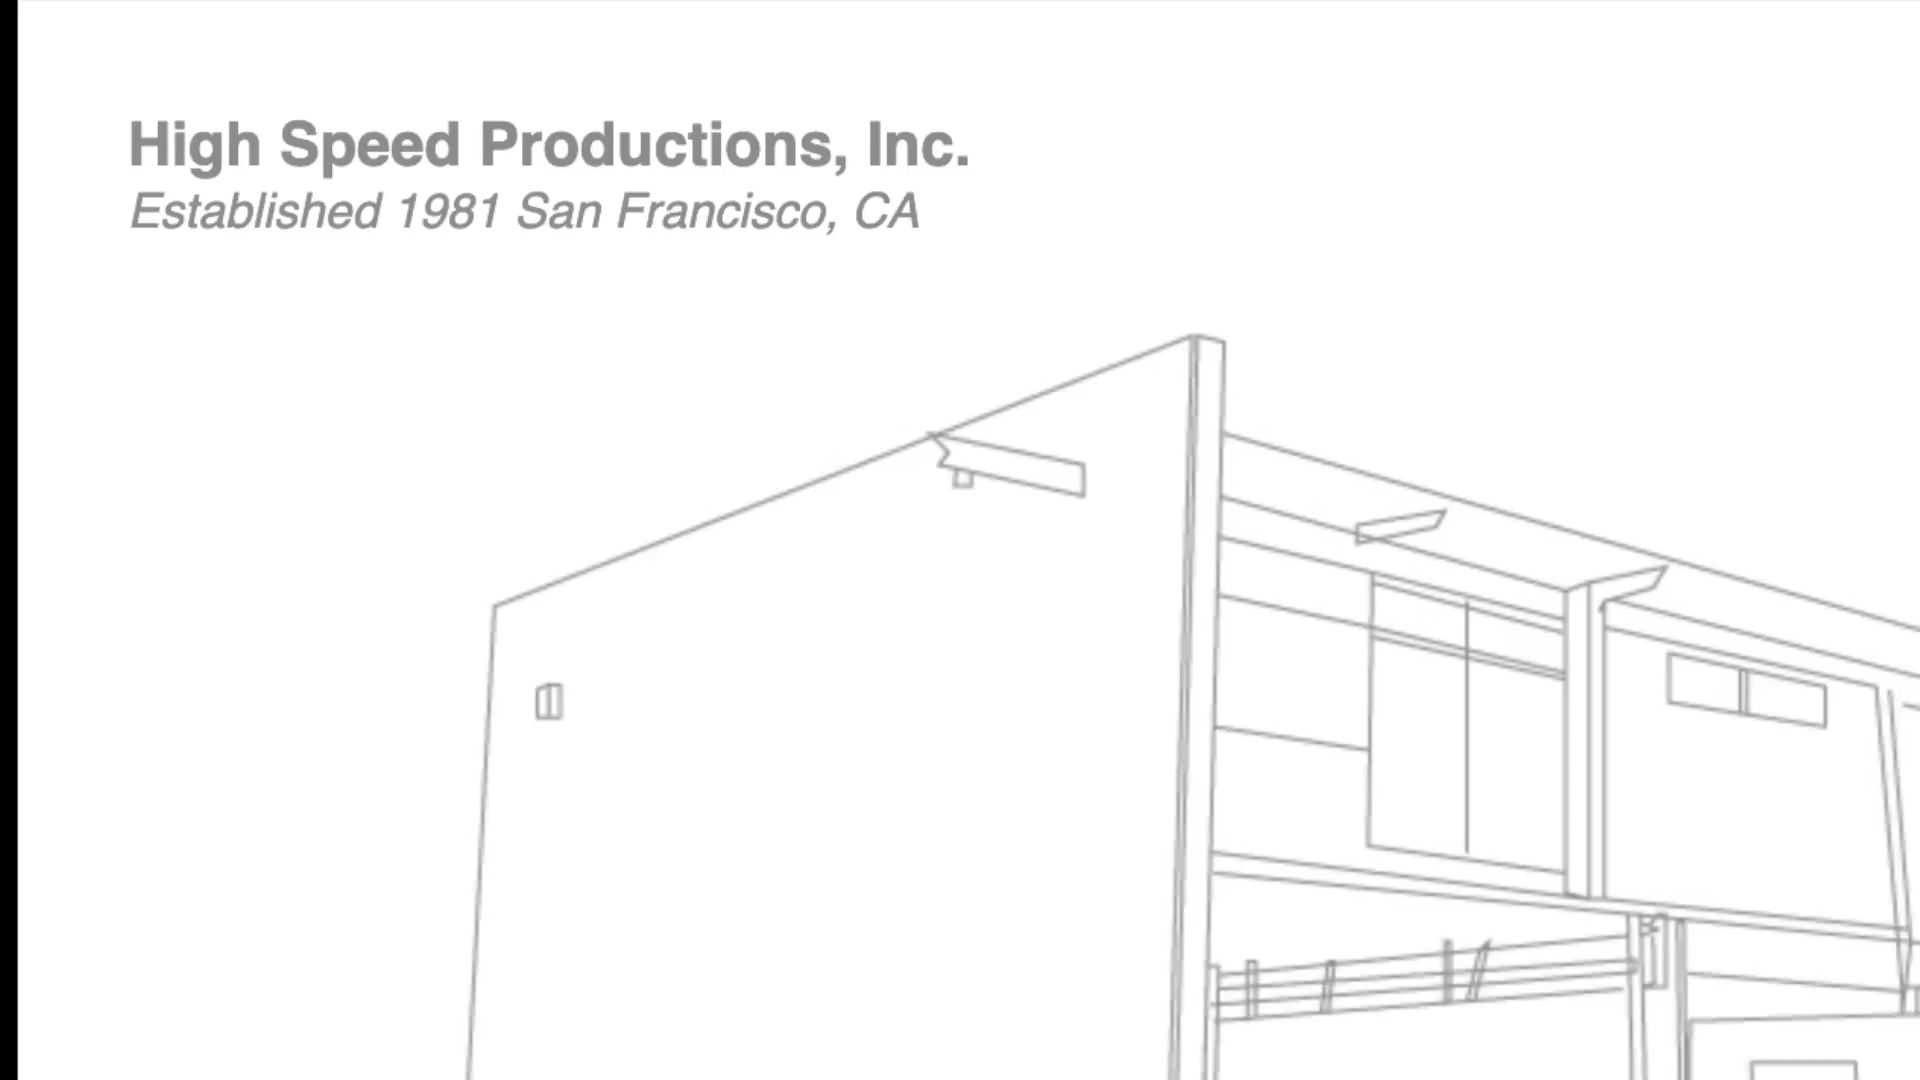 High Speed Productions, Inc.
Established 1981 San Francisco, CA